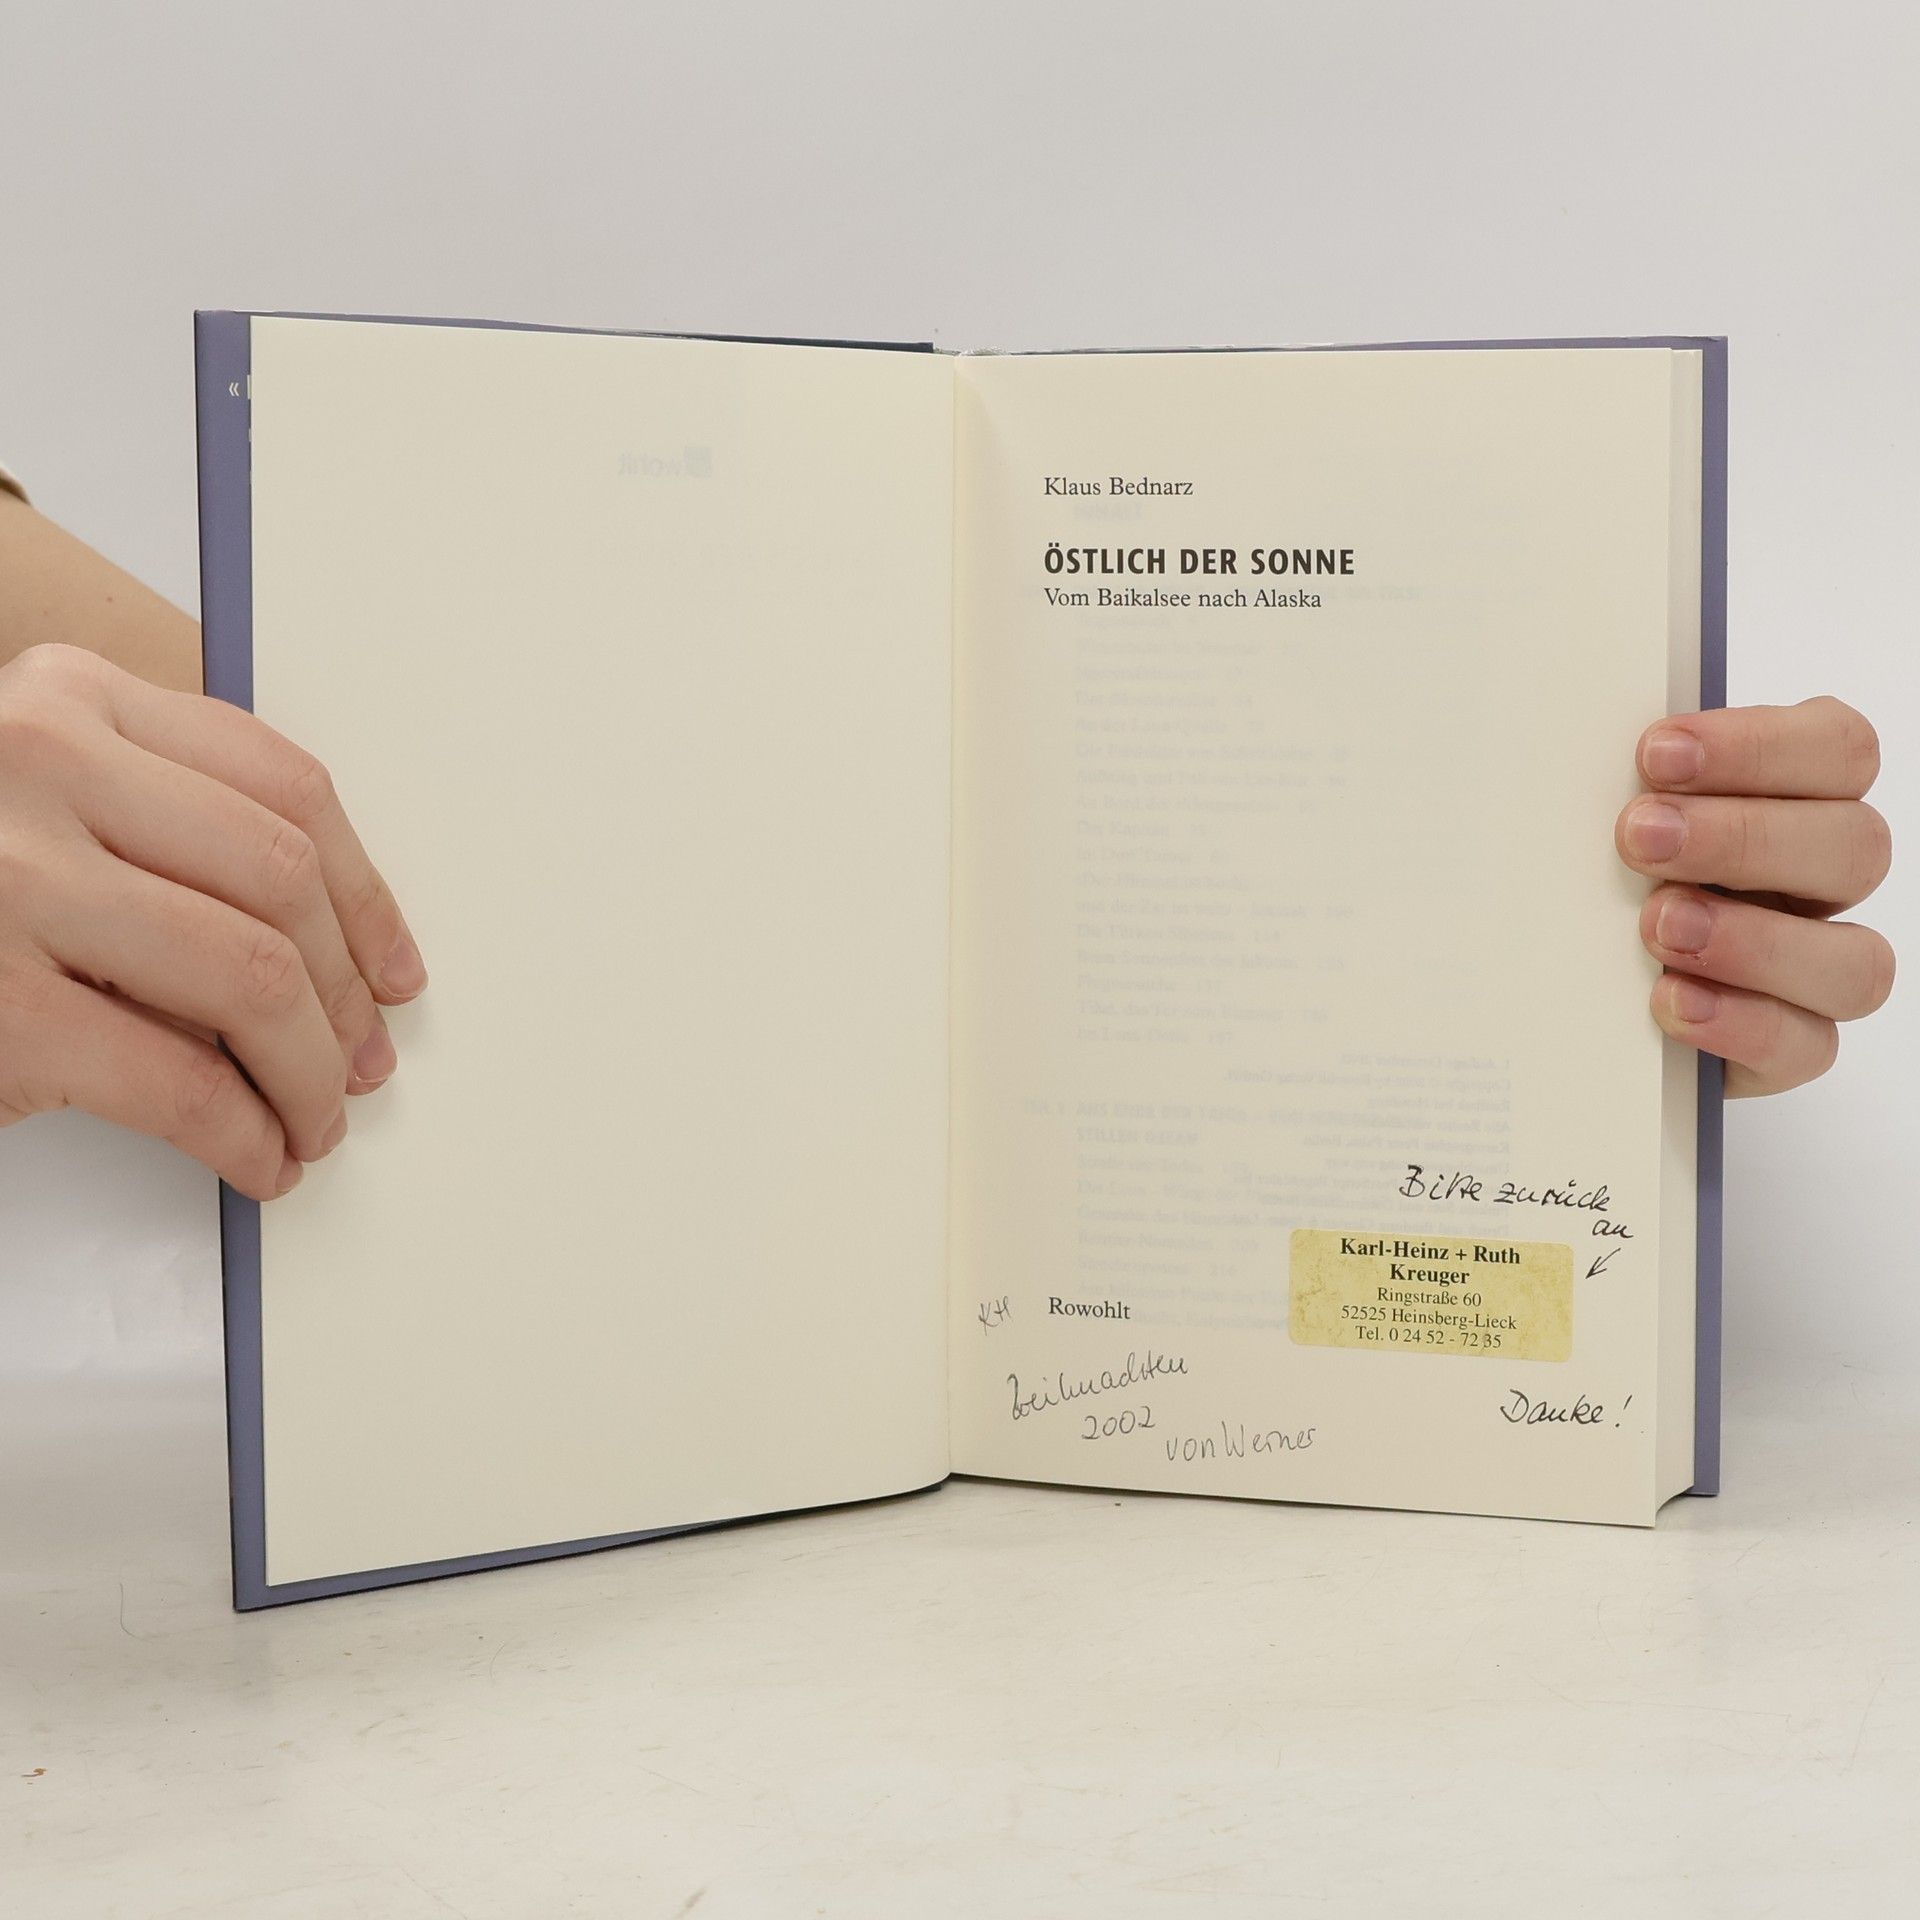 «
Klaus Bednarz
ÖSTLICH DER SONNE
Vom Baikalsee nach Alaska
Bitte zurück
an
Karl-Heinz + Ruth
Kreuger
Ringstraße 60
52525 Heinsberg-Lieck
Tel. 0 24 52 - 72 35
KH
Rowohlt
Weihnachten
2002
von Werner
Danke!